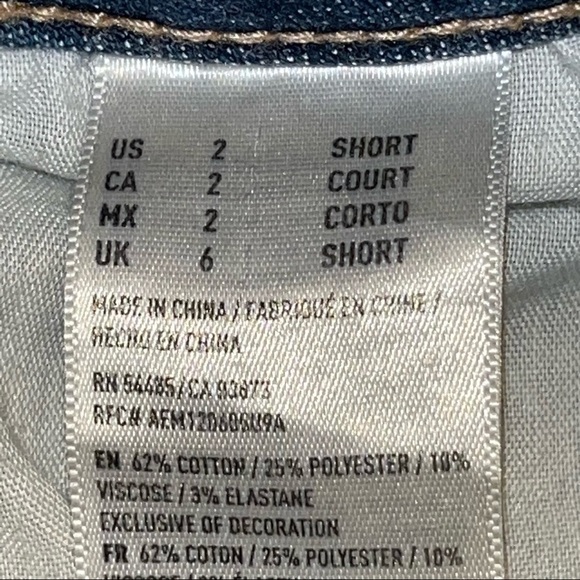 US 2 SHORT
CA 2 COURT
MX 2 CORTO
UK 6 SHORT
MADE IN CHINA / FABRIQUÉ EN CHINE /
HECHO EN CHINA
RN 54485/CA 03873
RFC# AEM120606U9A
EN 62% COTTON / 25% POLYESTER / 10%
VISCOSE / 3% ELASTANE
EXCLUSIVE OF DECORATION
FR 62% COTON / 25% POLYESTER / 10%